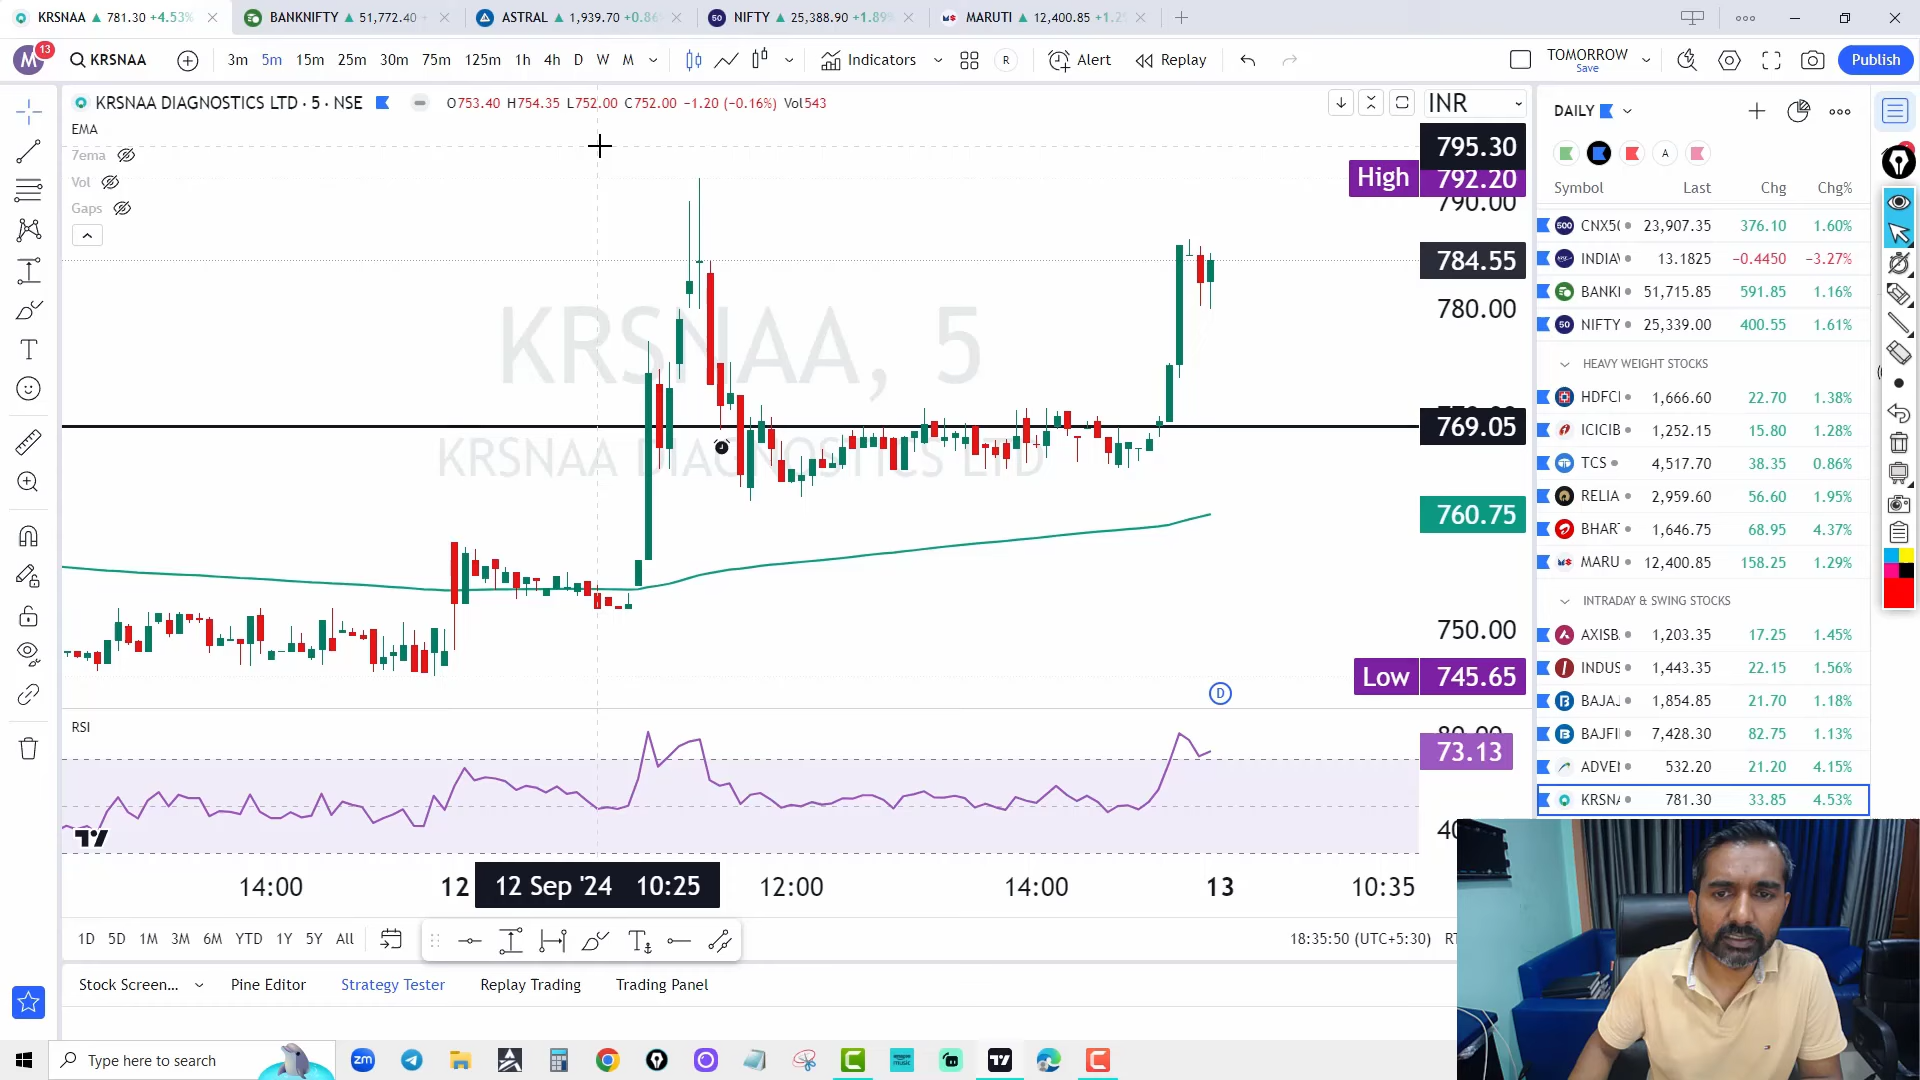 KRSNAA ▲ 781.30 +4.53%
BANKNIFTY ▲ 51,772.40
ASTRAL ▲ 1,939.70 +0.86
NIFTY ▲ 25,388.90 +1.89%
MARUTI ▲ 12,400.85 +1.2
M 13 KRSNAA 3m 5m 15m 25m 30m 75m 125m 1h 4h D W M Indicators R Alert Replay TOMORROW Save Publish
KRSNAA DIAGNOSTICS LTD · 5 · NSE O753.40 H754.35 L752.00 C752.00 −1.20 (−0.16%) Vol543
INR
EMA
7ema
Vol
Gaps
KRSNAA, 5
KRSNAA DIAGNOSTICS LTD
795.30
High 792.20
790.00
784.55
780.00
769.05
760.75
750.00
Low 745.65
D
RSI
73.13
14:00 12 12 Sep '24 10:25 12:00 14:00 13 10:35
1D 5D 1M 3M 6M YTD 1Y 5Y All
18:35:50 (UTC+5:30)
Stock Screen... Pine Editor Strategy Tester Replay Trading Trading Panel
DAILY
A
Symbol Last Chg Chg%
23,907.35 376.10 1.60%
INDIA 13.1825 −0.4450 −3.27%
BANKI 51,715.85 591.85 1.16%
NIFTY 25,339.00 400.55 1.61%
HEAVY WEIGHT STOCKS
HDFC 1,666.60 22.70 1.38%
ICICIB 1,252.15 15.80 1.28%
TCS 4,517.70 38.35 0.86%
RELIA 2,959.60 56.60 1.95%
BHAR 1,646.75 68.95 4.37%
MARU 12,400.85 158.25 1.29%
INTRADAY & SWING STOCKS
AXISB 1,203.35 17.25 1.45%
INDUS 1,443.35 22.15 1.56%
BAJAJ 1,854.85 21.70 1.18%
BAJFI 7,428.30 82.75 1.13%
ADVE 532.20 21.20 4.15%
KRSN 781.30 33.85 4.53%
Type here to search
zm